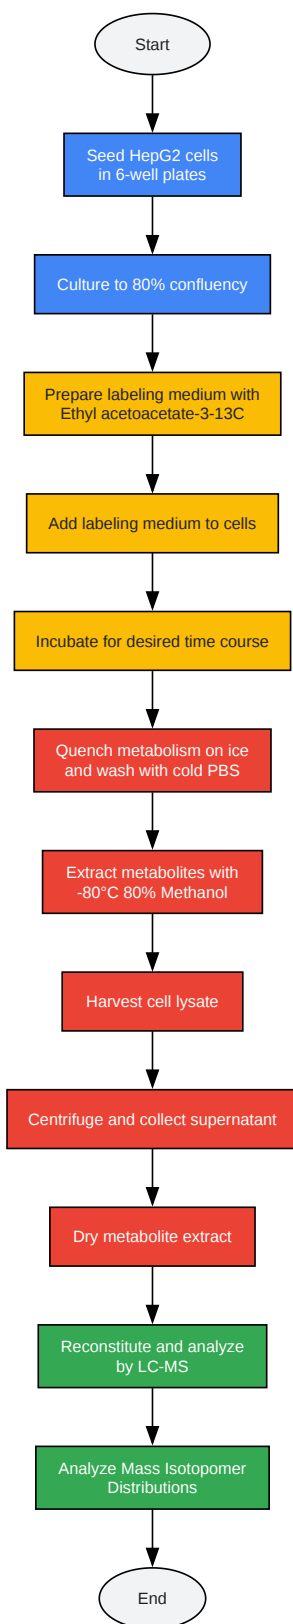 Start
Seed HepG2 cells
in 6-well plates
Culture to 80% confluency
Prepare labeling medium with
Ethyl acetoacetate-3-13C
Add labeling medium to cells
Incubate for desired time course
Quench metabolism on ice
and wash with cold PBS
Extract metabolites with
-80°C 80% Methanol
Harvest cell lysate
Centrifuge and collect supernatant
Dry metabolite extract
Reconstitute and analyze
by LC-MS
Analyze Mass Isotopomer
Distributions
End